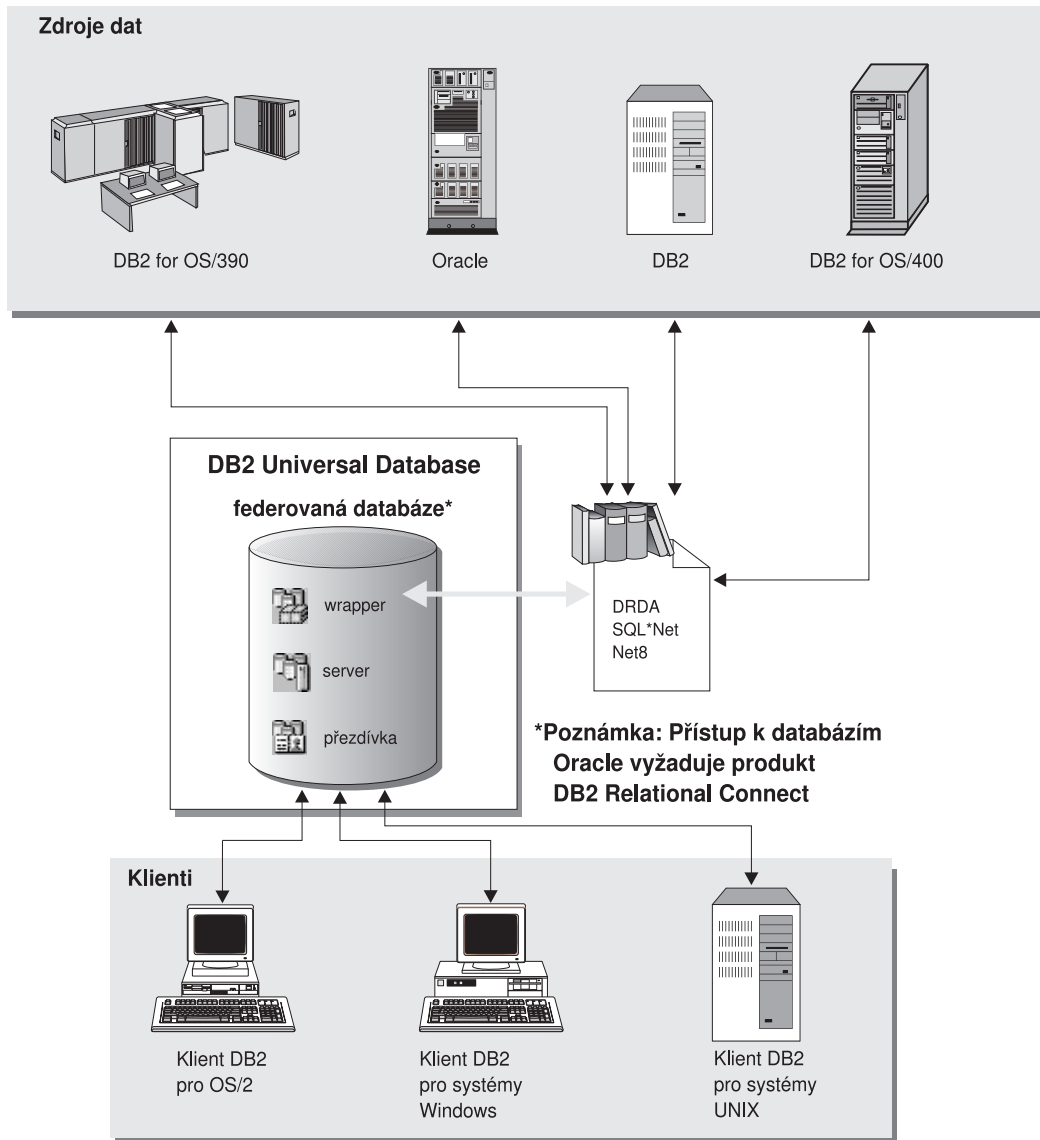 Zdroje dat
DB2 for OS/390
Oracle
DB2
DB2 for OS/400
DB2 Universal Database
federovaná databáze*
wrapper
server
přezdívka
DRDA
SQL*Net
Net8
*Poznámka: Přístup k databázím
Oracle vyžaduje produkt
DB2 Relational Connect
Klienti
Klient DB2
pro OS/2
Klient DB2
pro systémy
Windows
Klient DB2
pro systémy
UNIX